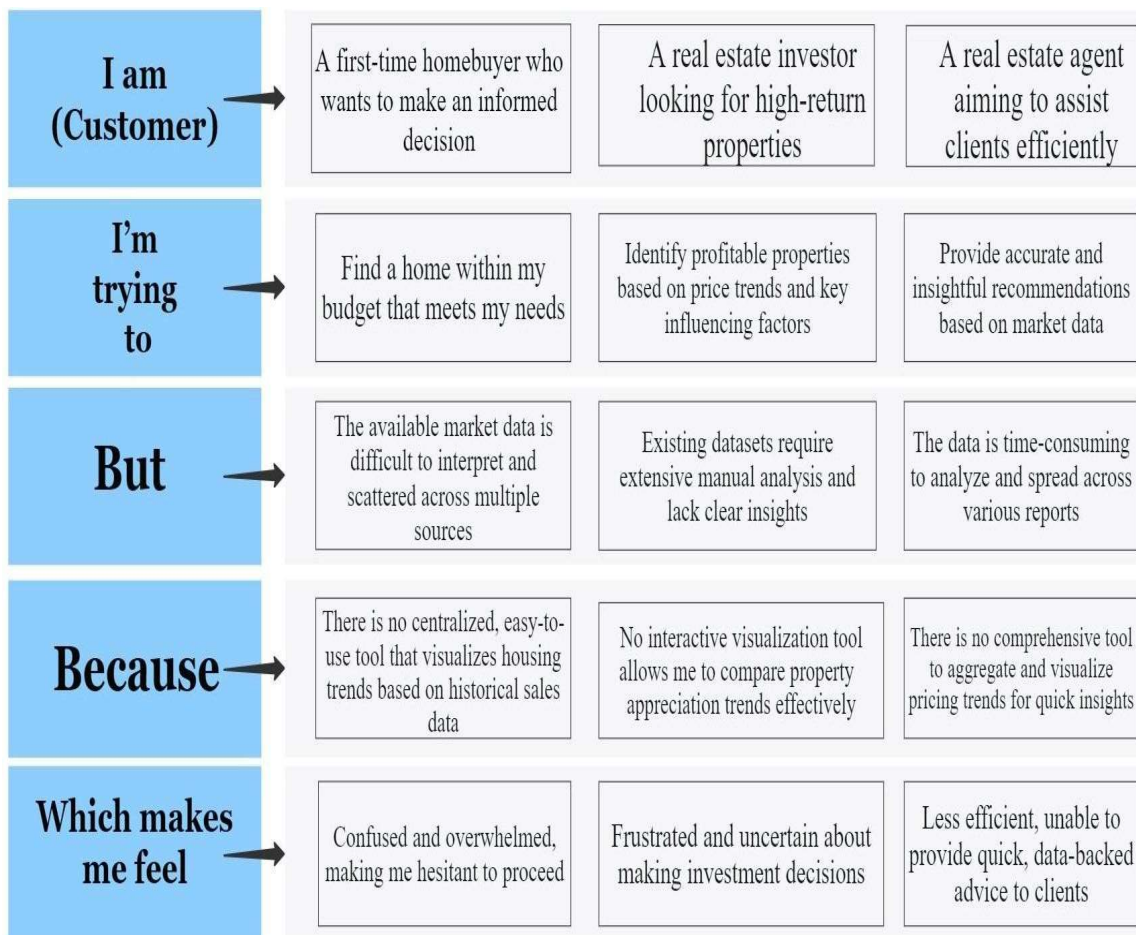 I am
(Customer)
A first-time homebuyer who
wants to make an informed
decision
A real estate investor
looking for high-return
properties
A real estate agent
aiming to assist
clients efficiently
I'm
trying
to
Find a home within my
budget that meets my needs
Identify profitable properties
based on price trends and key
influencing factors
Provide accurate and
insightful recommendations
based on market data
But
The available market data is
difficult to interpret and
scattered across multiple
sources
Existing datasets require
extensive manual analysis and
lack clear insights
The data is time-consuming
to analyze and spread across
various reports
Because
There is no centralized, easy-to-
use tool that visualizes housing
trends based on historical sales
data
No interactive visualization tool
allows me to compare property
appreciation trends effectively
There is no comprehensive tool
to aggregate and visualize
pricing trends for quick insights
Which makes
me feel
Confused and overwhelmed,
making me hesitant to proceed
Frustrated and uncertain about
making investment decisions
Less efficient, unable to
provide quick, data-backed
advice to clients